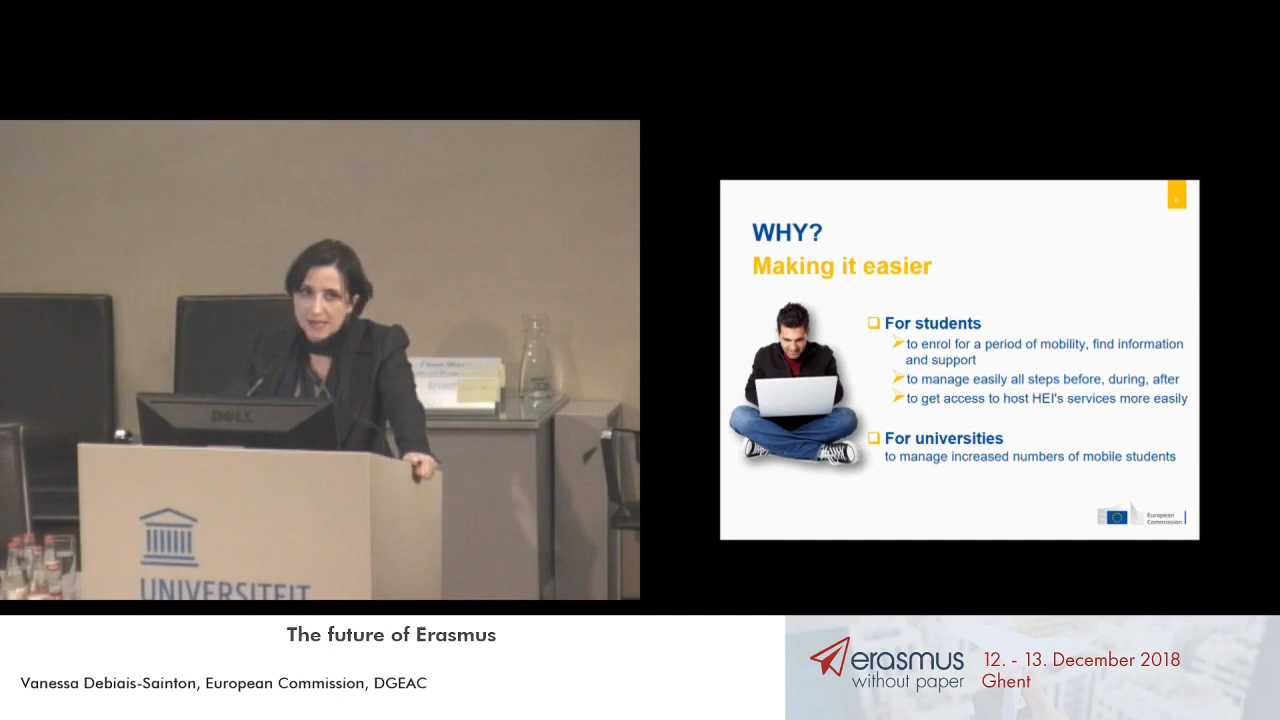 DELL
UNIVERSITEIT
WHY?
Making it easier
For students
to enrol for a period of mobility, find information
and support
to manage easily all steps before, during, after
to get access to host HEI's services more easily
For universities
to manage increased numbers of mobile students
European
Commission
The future of Erasmus
Vanessa Debiais-Sainton, European Commission, DGEAC
erasmus
without paper
12. - 13. December 2018
Ghent